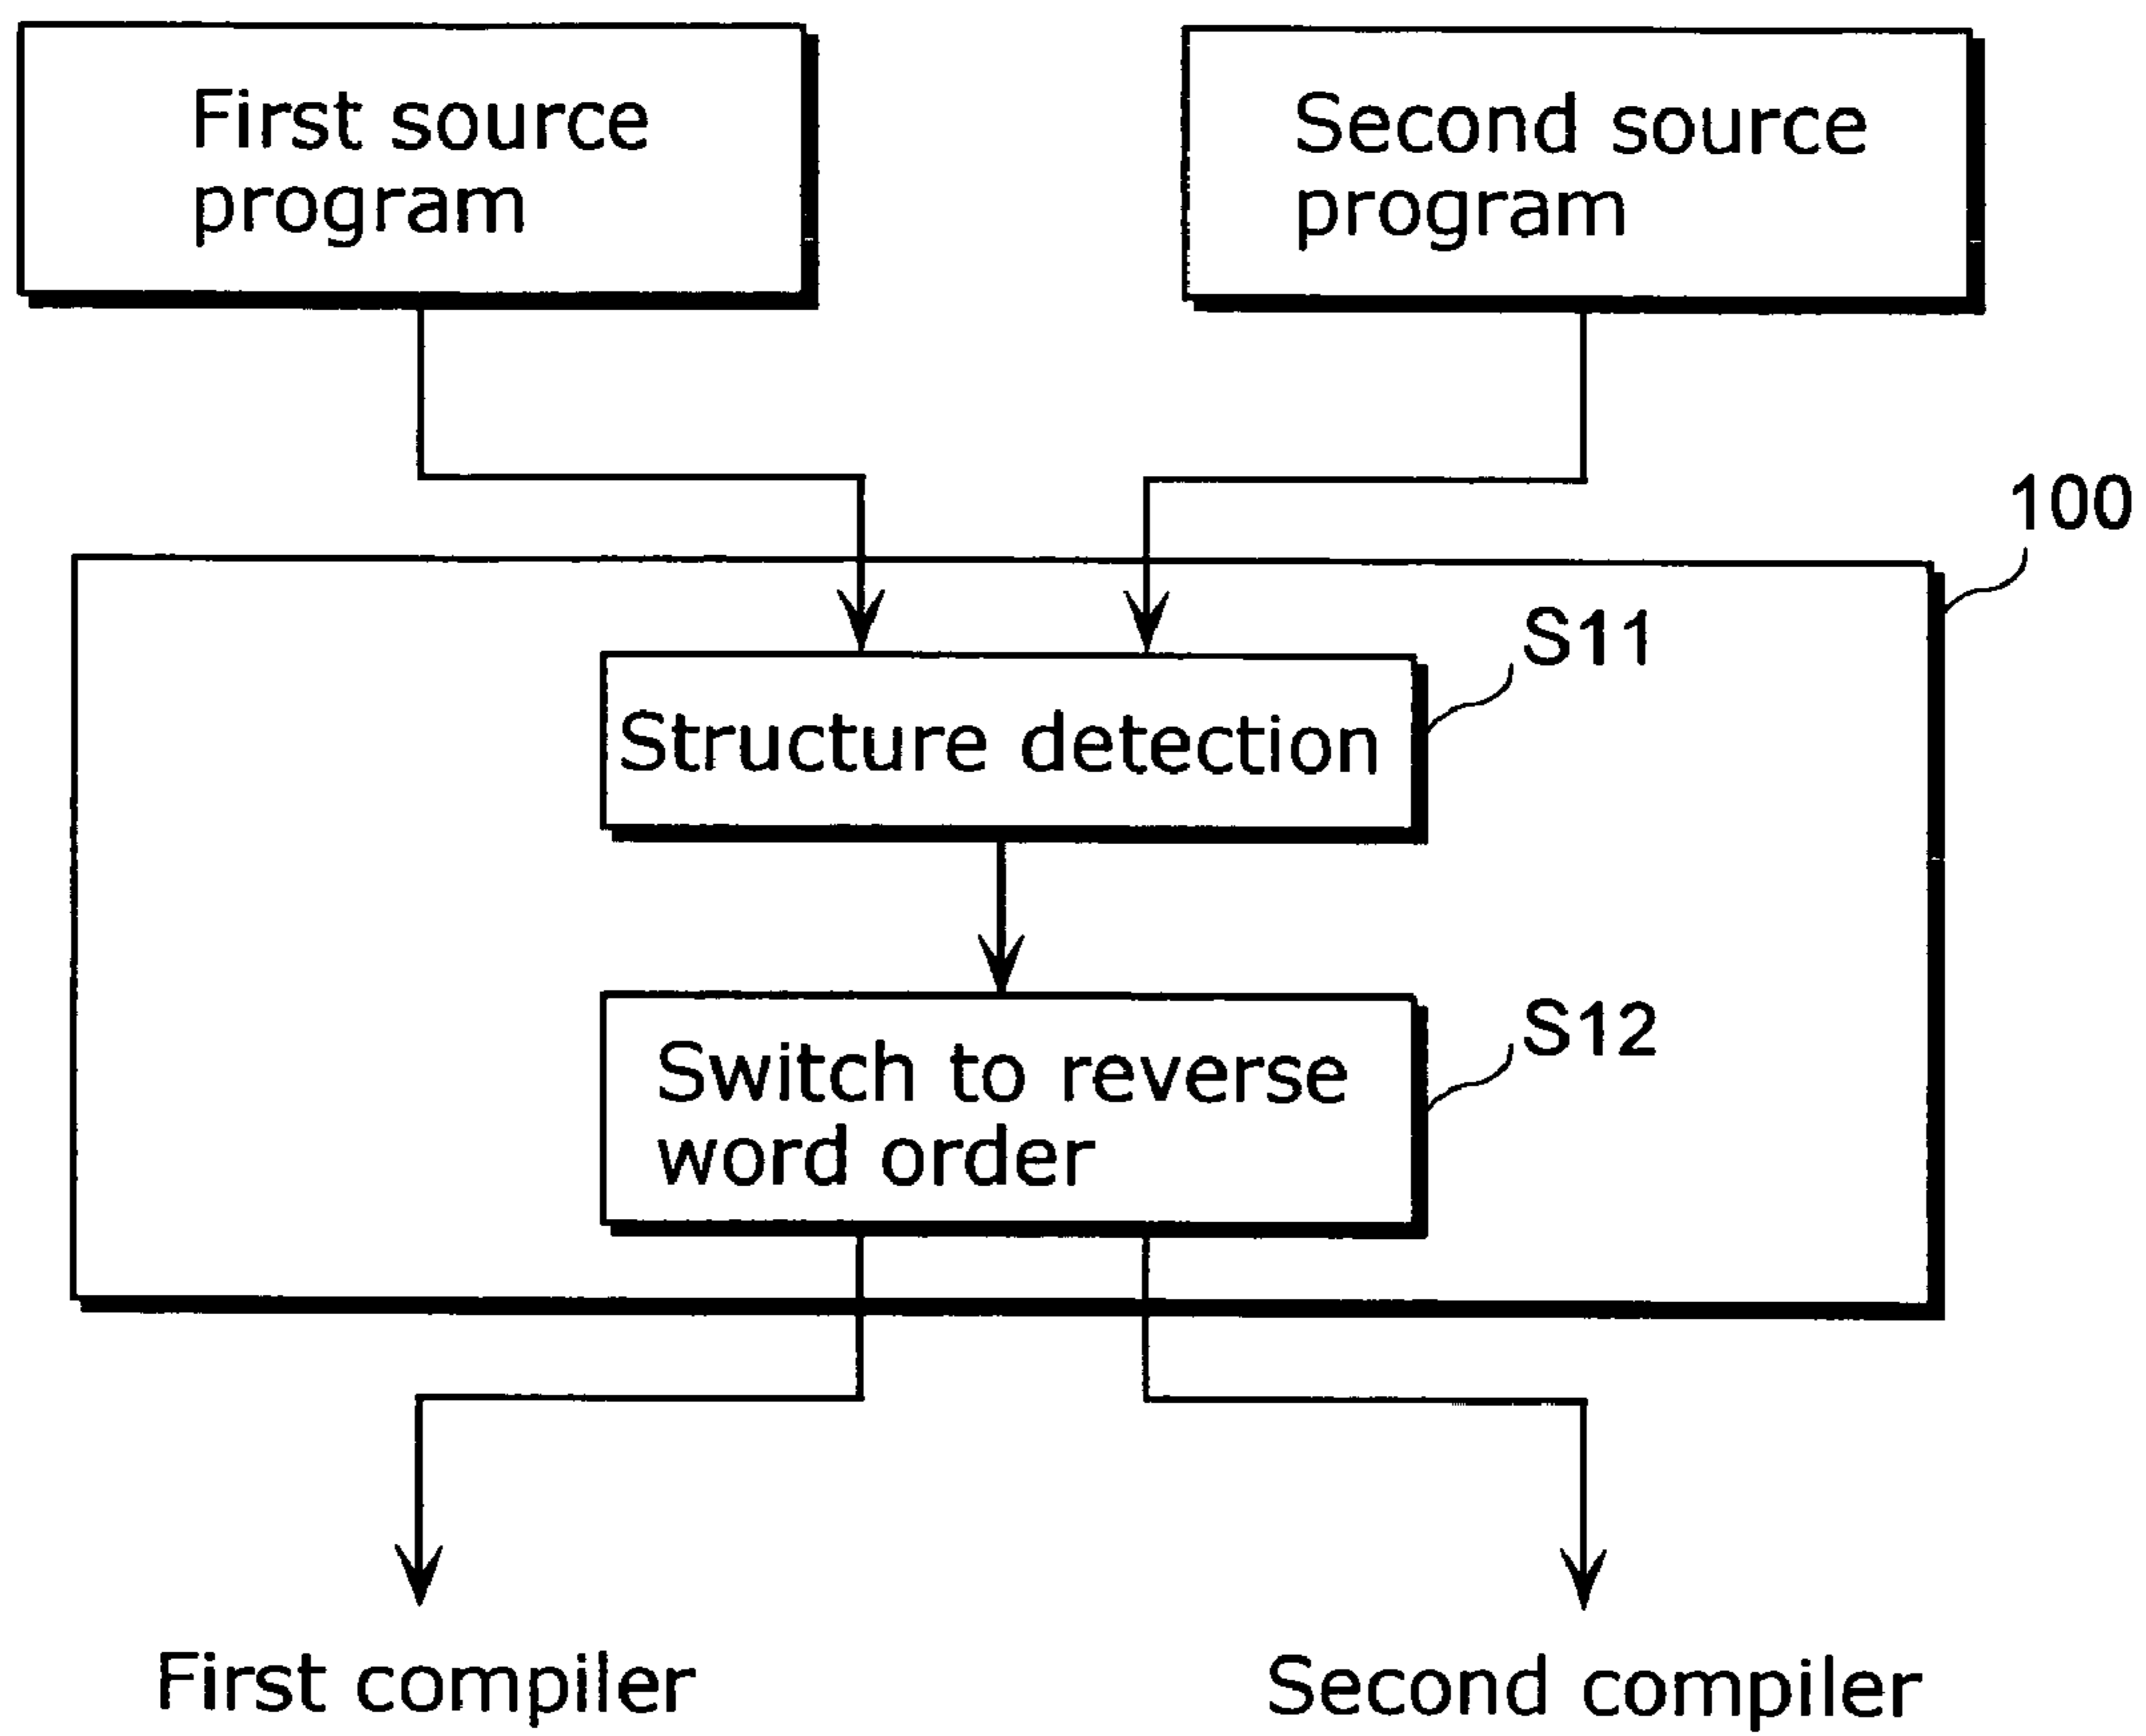 First source
program
Second source
program
100
S11
Structure detection
S12
Switch to reverse
word order
First compiler
Second compiler